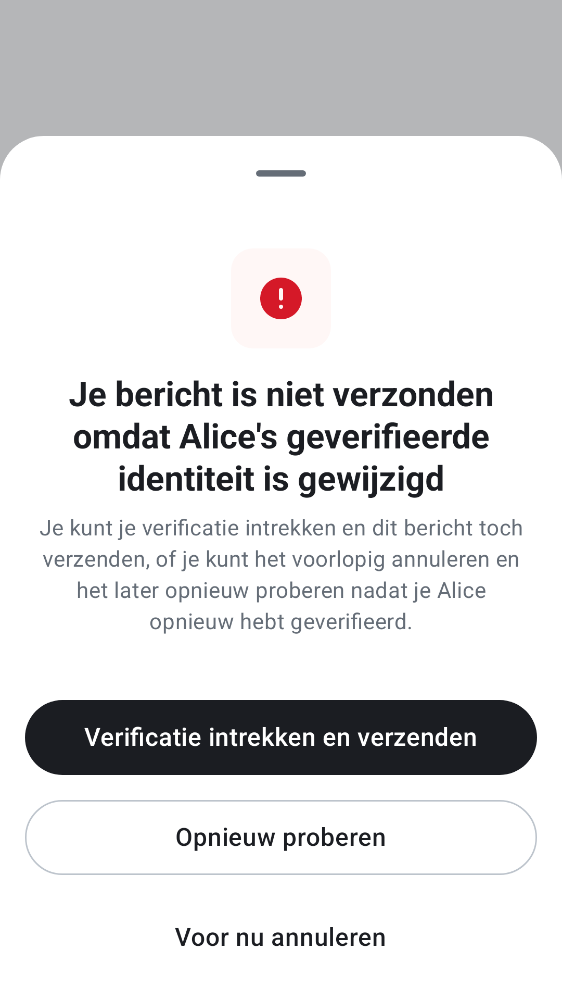 Je bericht is niet verzonden
omdat Alice's geverifieerde
identiteit is gewijzigd
Je kunt je verificatie intrekken en dit bericht toch
verzenden, of je kunt het voorlopig annuleren en
het later opnieuw proberen nadat je Alice
opnieuw hebt geverifieerd.
Verificatie intrekken en verzenden
Opnieuw proberen
Voor nu annuleren